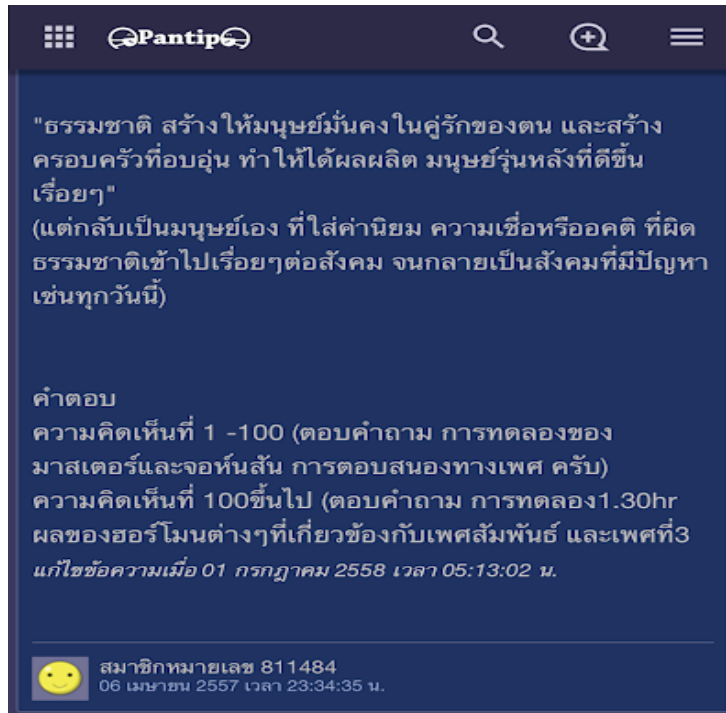 Pantip
"ธรรมชาติ สร้างให้มนุษย์มั่นคงในคู่รักของตน และสร้าง
ครอบครัวที่อบอุ่น ทำให้ได้ผลผลิต มนุษย์รุ่นหลังที่ดีขึ้น
เรื่อยๆ"
(แต่กลับเป็นมนุษย์เอง ที่ใส่ค่านิยม ความเชื่อหรืออคติ ที่ผิด
ธรรมชาติเข้าไปเรื่อยๆต่อสังคม จนกลายเป็นสังคมที่มีปัญหา
เช่นทุกวันนี้)
คำตอบ
ความคิดเห็นที่ 1 -100 (ตอบคำถาม การทดลองของ
มาสเตอร์และจอห์นสัน การตอบสนองทางเพศ ครับ)
ความคิดเห็นที่ 100ขึ้นไป (ตอบคำถาม การทดลอง1.30hr
ผลของฮอร์โมนต่างๆที่เกี่ยวข้องกับเพศสัมพันธ์ และเพศที่3
แก้ไขข้อความเมื่อ 01 กรกฎาคม 2558 เวลา 05:13:02 น.
สมาชิกหมายเลข 811484
06 เมษายน 2557 เวลา 23:34:35 น.